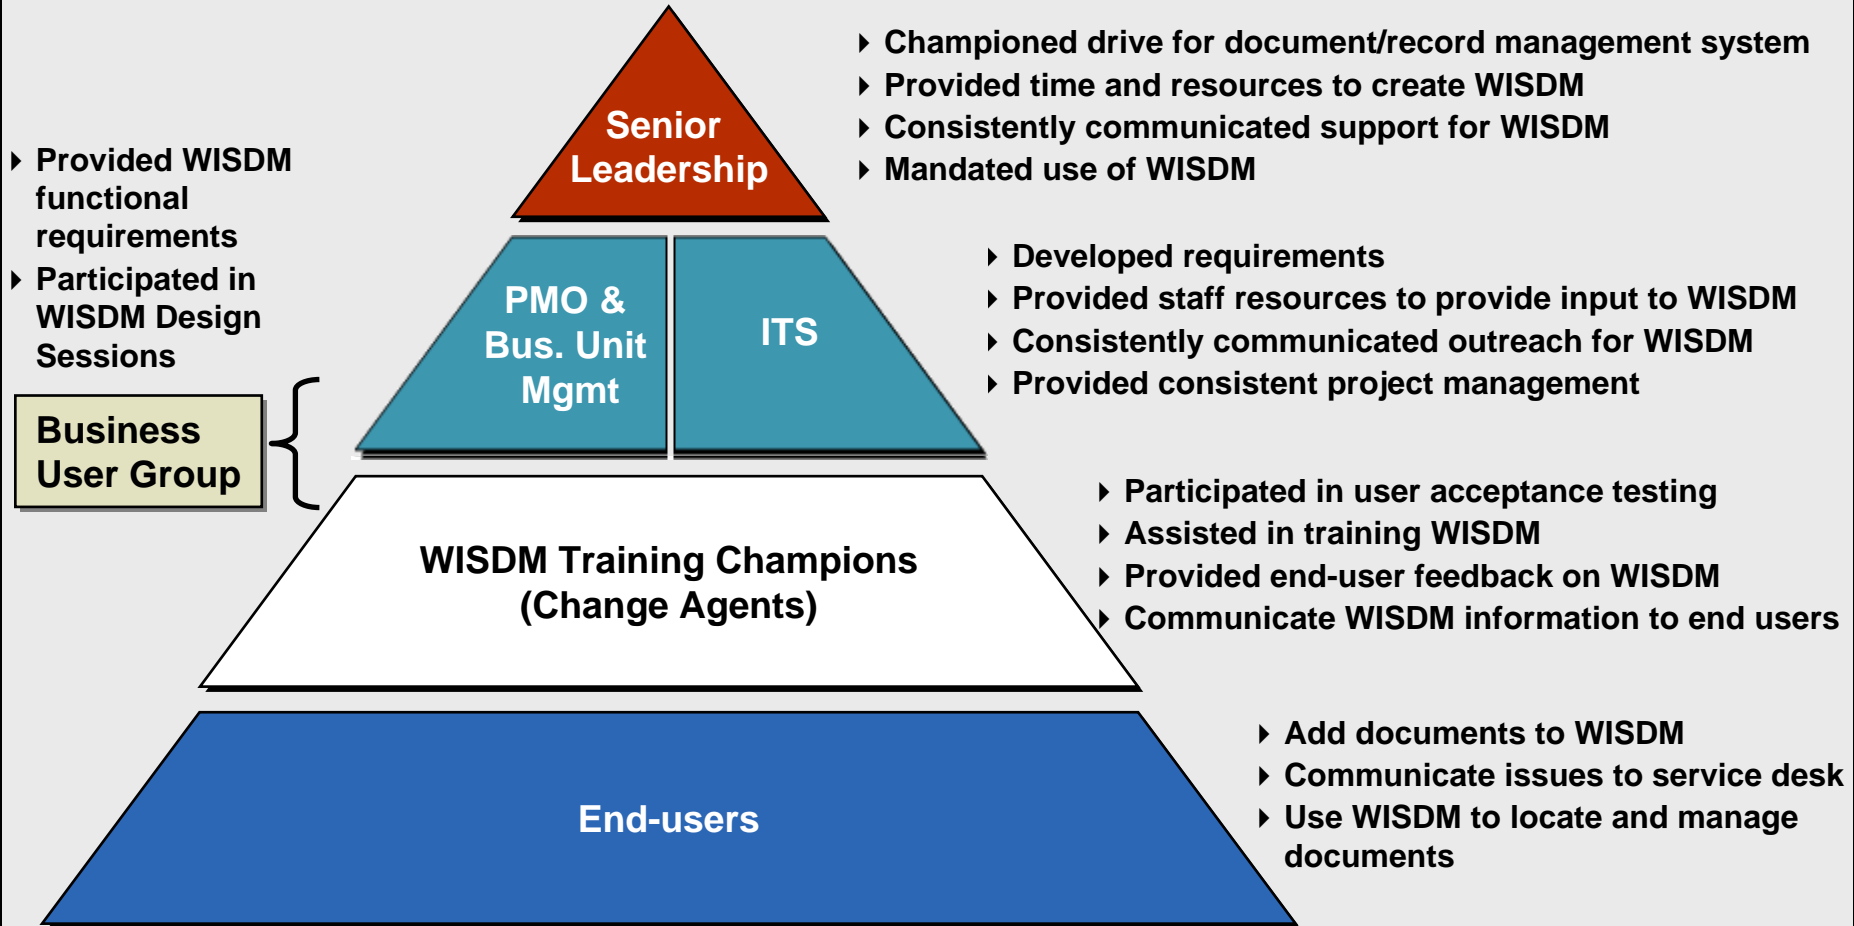 Senior
Leadership
Championed drive for document/record management system
Provided time and resources to create WISDM
Consistently communicated support for WISDM
Mandated use of WISDM
Provided WISDM
functional
requirements
Participated in
WISDM Design
Sessions
Business
User Group
PMO &
Bus. Unit
Mgmt
ITS
Developed requirements
Provided staff resources to provide input to WISDM
Consistently communicated outreach for WISDM
Provided consistent project management
WISDM Training Champions
(Change Agents)
Participated in user acceptance testing
Assisted in training WISDM
Provided end-user feedback on WISDM
Communicate WISDM information to end users
End-users
Add documents to WISDM
Communicate issues to service desk
Use WISDM to locate and manage
documents